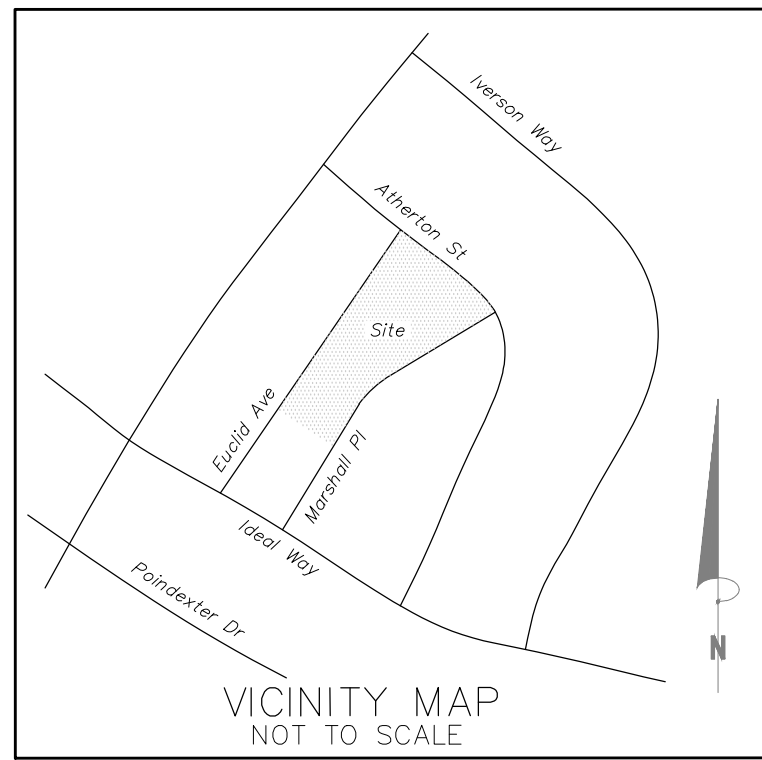 Iverson Way
Atherton St
Site
Euclid Ave
Marshall Pl
Ideal Way
Poindexter Dr
N
VICINITY MAP
NOT TO SCALE